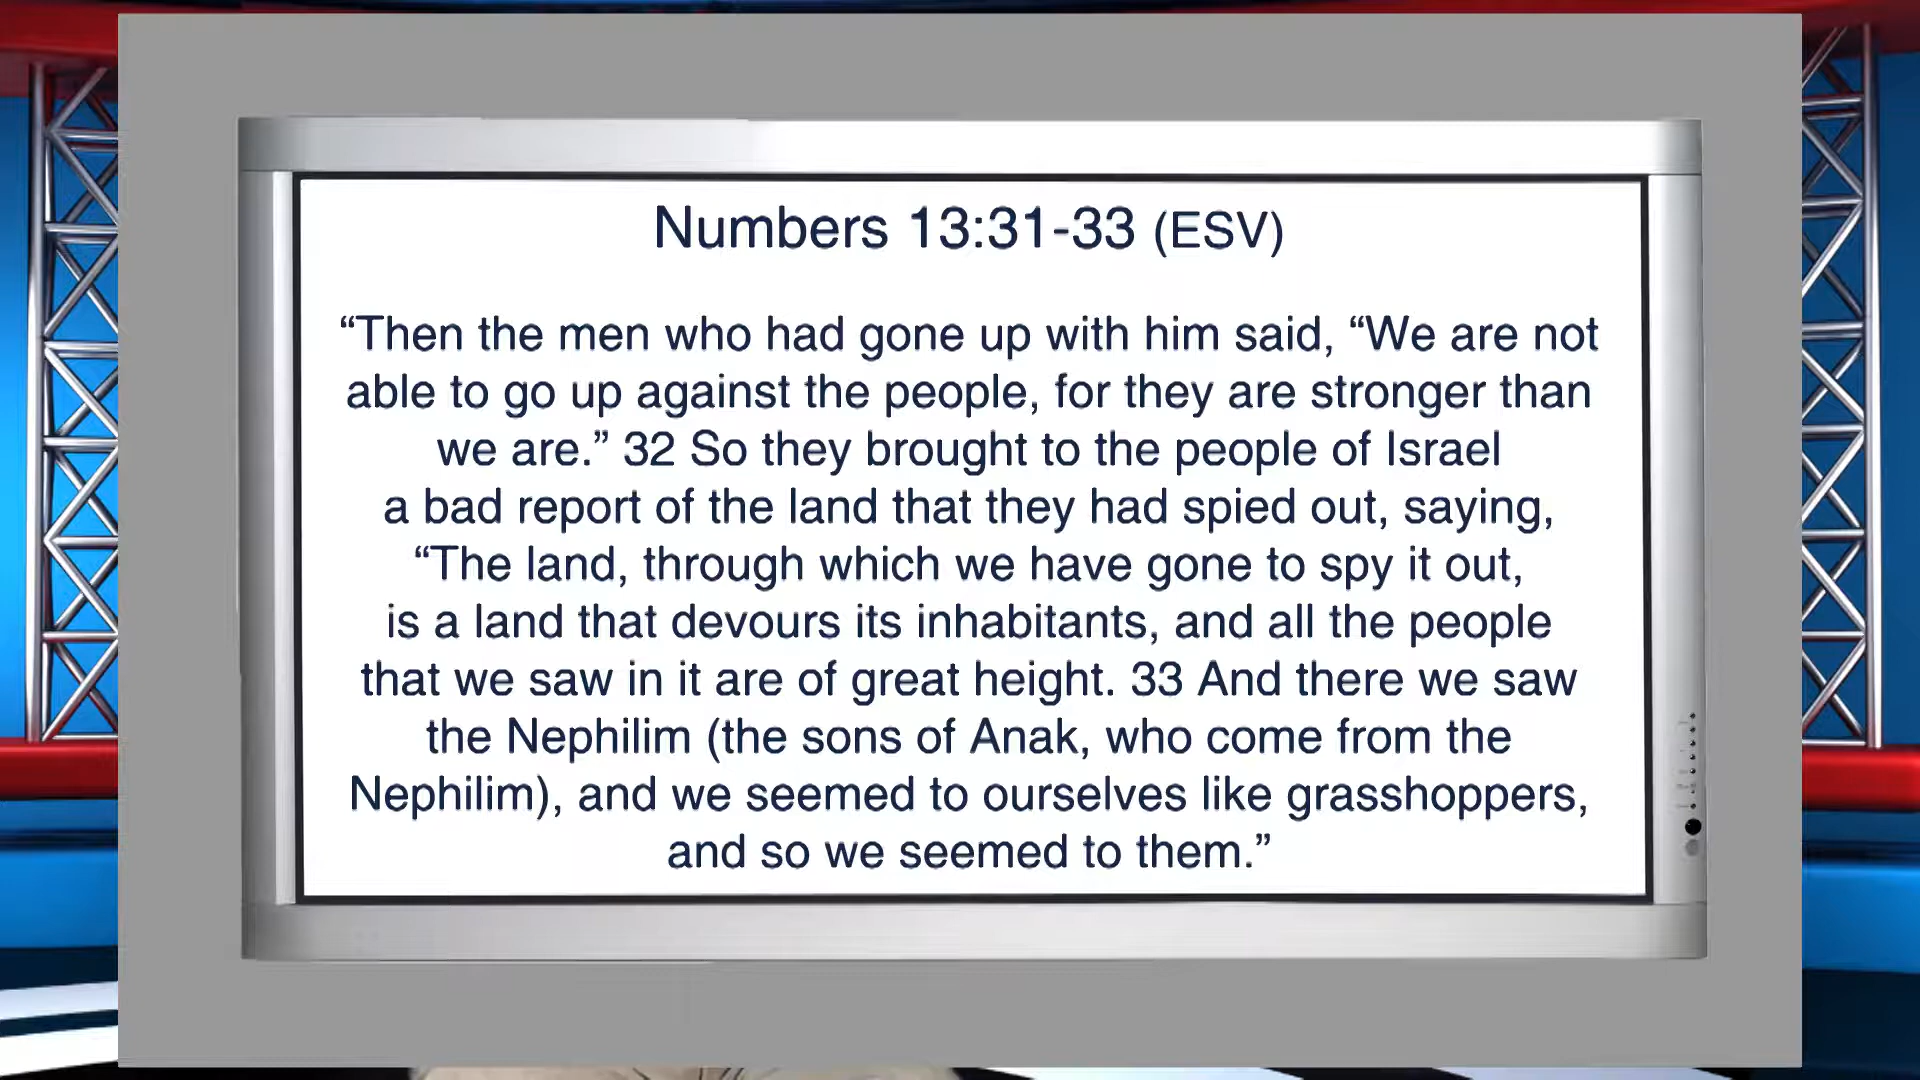 Numbers 13:31-33 (ESV)
“Then the men who had gone up with him said, “We are not
able to go up against the people, for they are stronger than
we are.” 32 So they brought to the people of Israel
a bad report of the land that they had spied out, saying,
“The land, through which we have gone to spy it out,
is a land that devours its inhabitants, and all the people
that we saw in it are of great height. 33 And there we saw
the Nephilim (the sons of Anak, who come from the
Nephilim), and we seemed to ourselves like grasshoppers,
and so we seemed to them.”